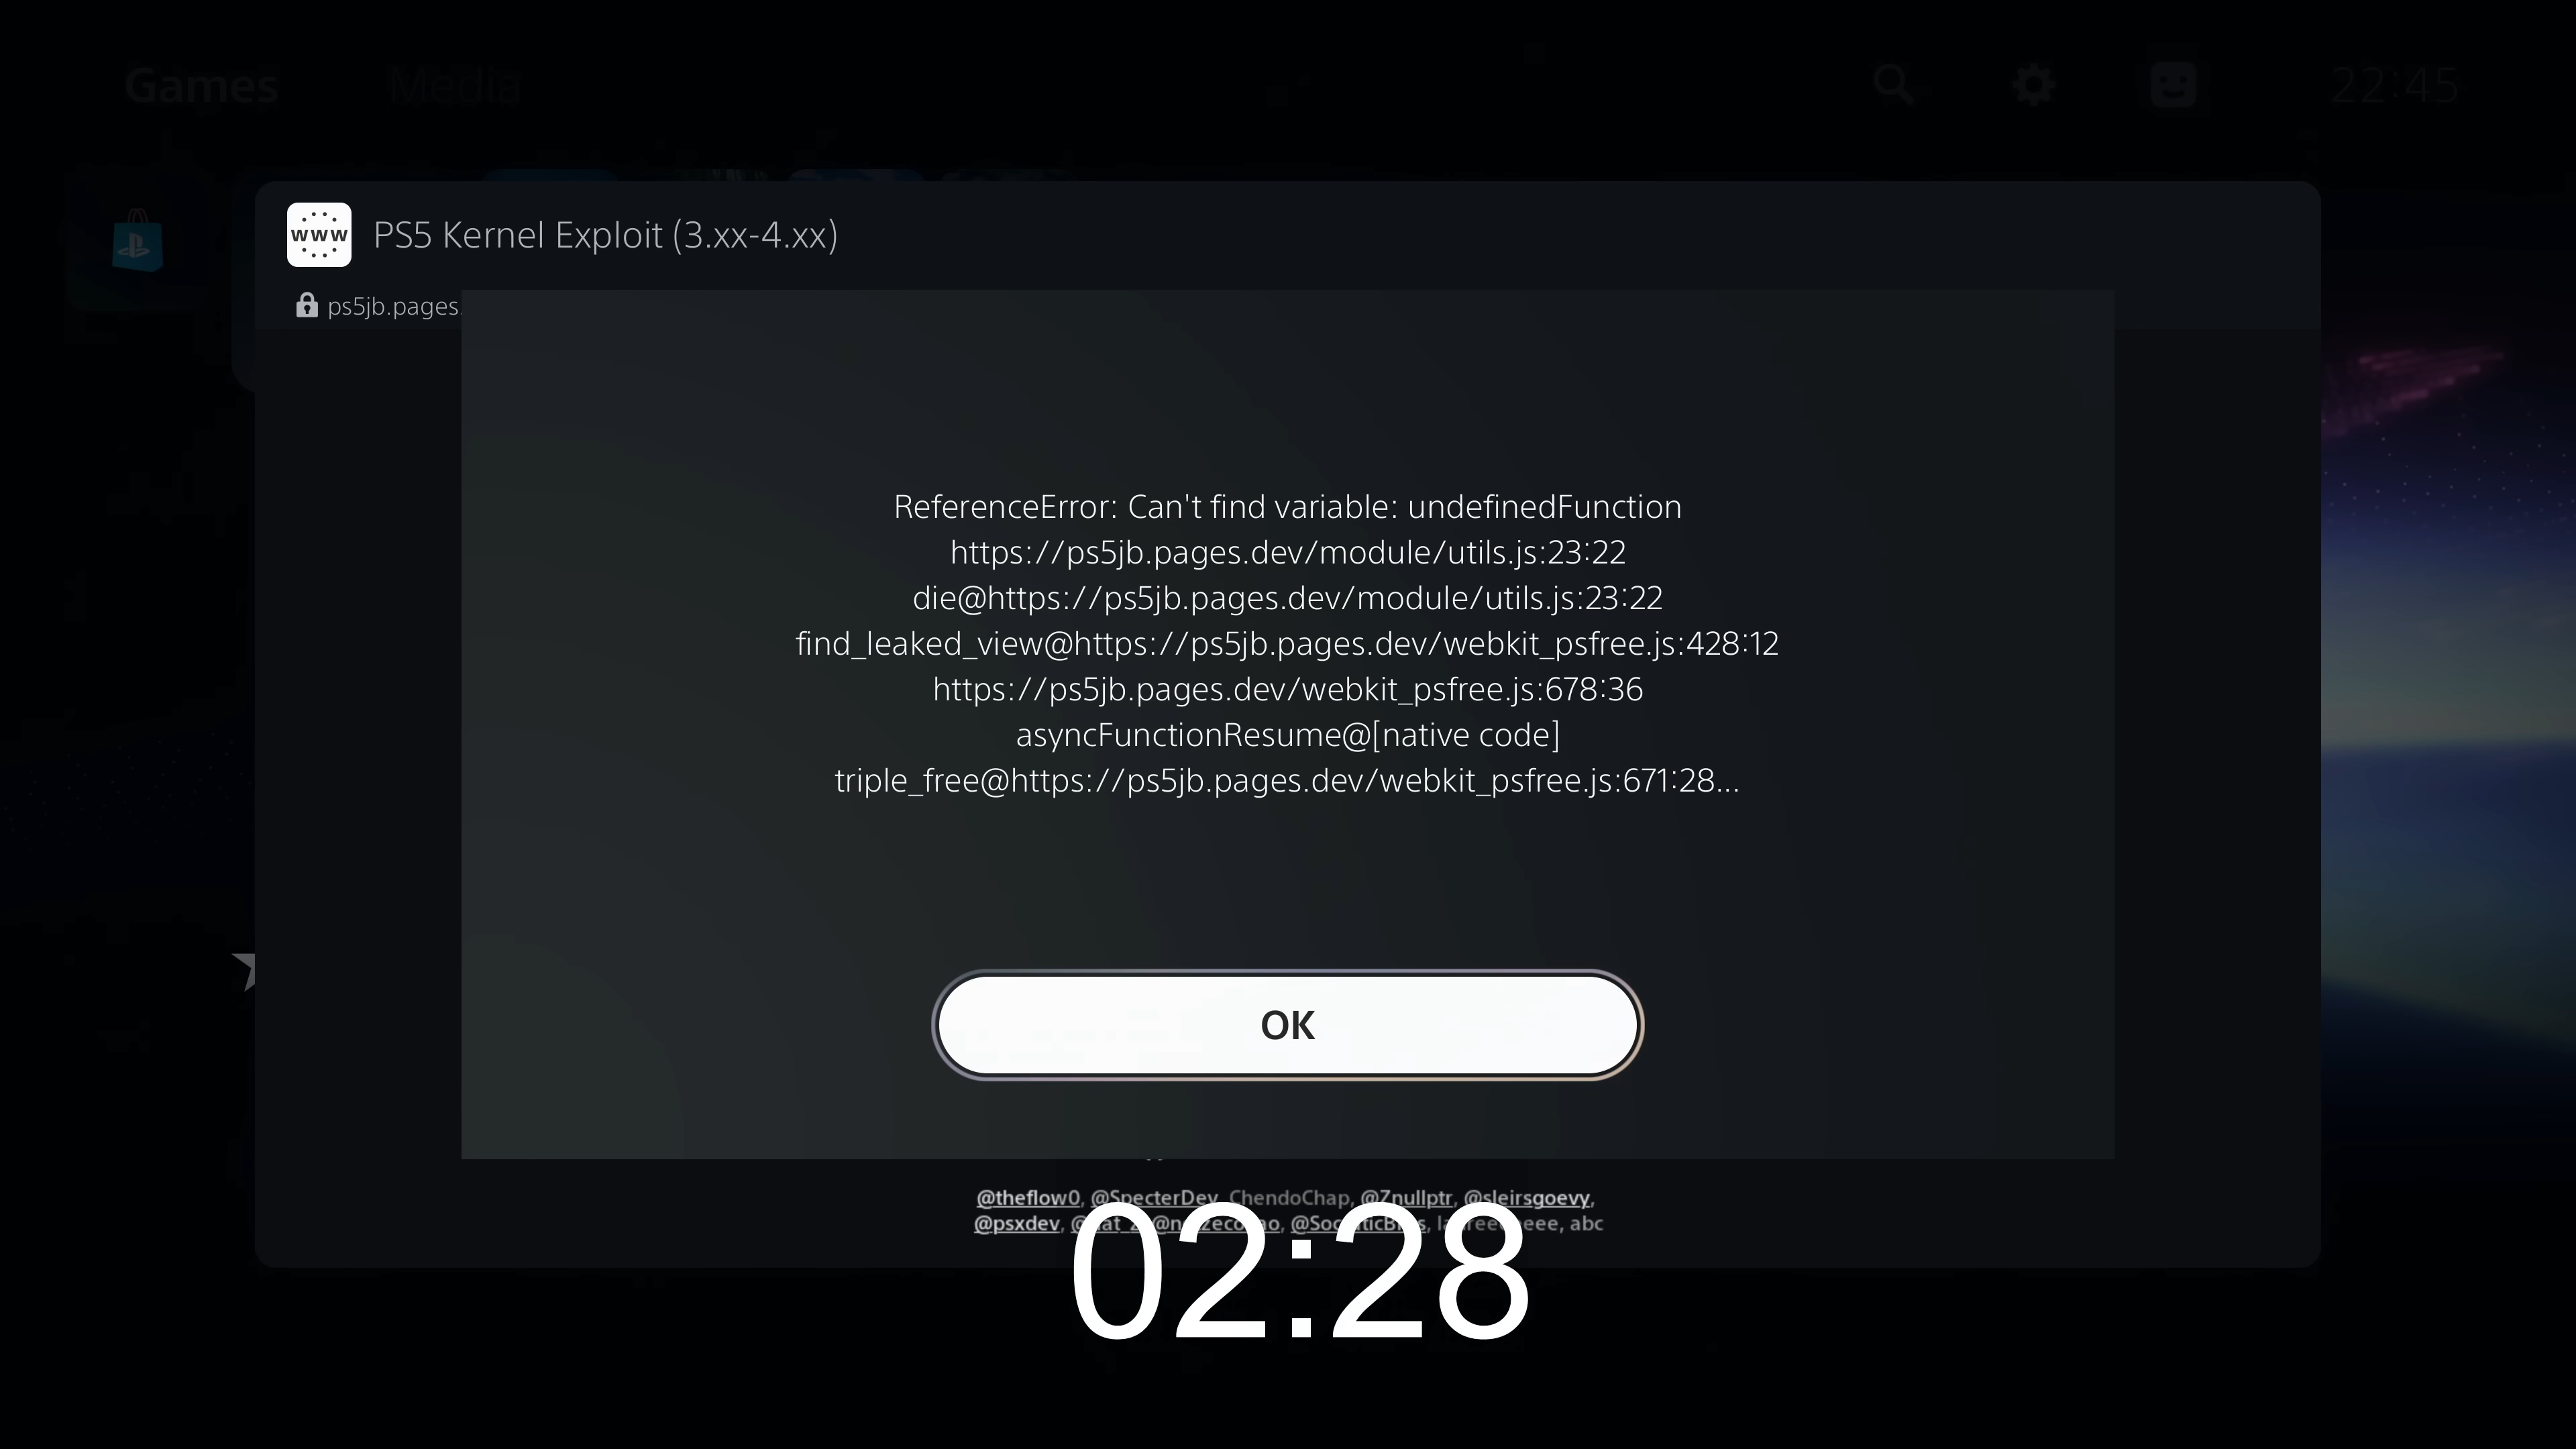 Games Media 22:45
www PS5 Kernel Exploit (3.xx-4.xx)
ps5jb.pages.
ReferenceError: Can't find variable: undefinedFunction
https://ps5jb.pages.dev/module/utils.js:23:22
die@https://ps5jb.pages.dev/module/utils.js:23:22
find_leaked_view@https://ps5jb.pages.dev/webkit_psfree.js:428:12
https://ps5jb.pages.dev/webkit_psfree.js:678:36
asyncFunctionResume@[native code]
triple_free@https://ps5jb.pages.dev/webkit_psfree.js:671:28...
OK
@theflow0, @SpecterDev, ChendoChap, @Znullptr, @sleirsgoevy,
@psxdev, abc
02:28